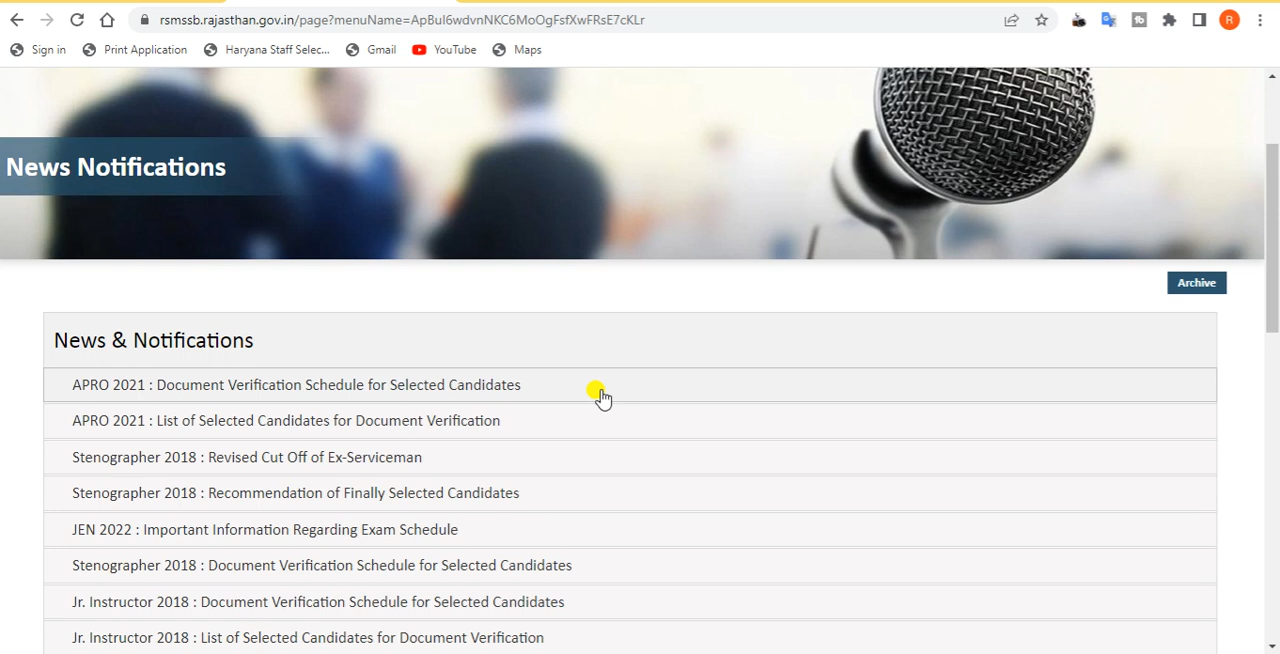 rsmssb.rajasthan.gov.in/page?menuName=ApBul6wdvnNKC6MoOgFsfXwFRsE7cKLr
R
Sign in Print Application Haryana Staff Selec... Gmail YouTube Maps
News Notifications
Archive
News & Notifications
APRO 2021 : Document Verification Schedule for Selected Candidates
APRO 2021 : List of Selected Candidates for Document Verification
Stenographer 2018 : Revised Cut Off of Ex-Serviceman
Stenographer 2018 : Recommendation of Finally Selected Candidates
JEN 2022 : Important Information Regarding Exam Schedule
Stenographer 2018 : Document Verification Schedule for Selected Candidates
Jr. Instructor 2018 : Document Verification Schedule for Selected Candidates
Jr. Instructor 2018 : List of Selected Candidates for Document Verification